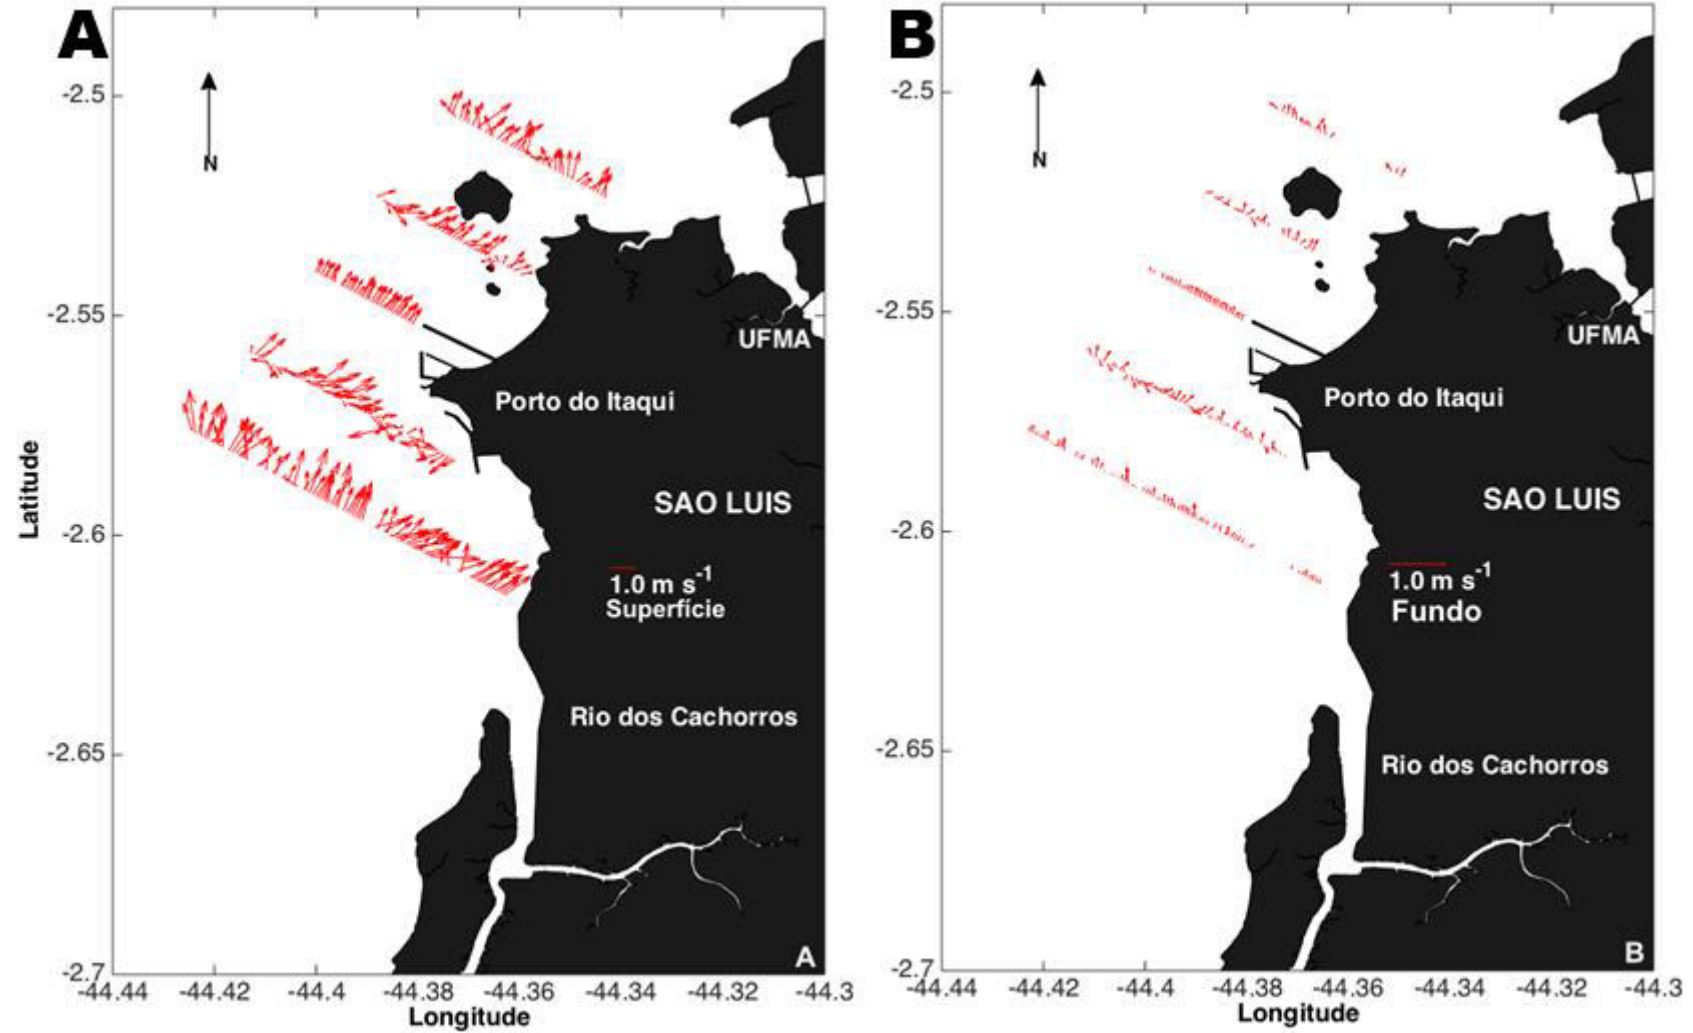 A
-2.5
-2.55
-2.6
-2.65
-2.7
Latitude
N
UFMA
Porto do Itaqui
SAO LUIS
1.0 m s⁻¹
Superfície
Rio dos Cachorros
A
-44.44 -44.42 -44.4 -44.38 -44.36 -44.34 -44.32 -44.3
Longitude
B
-2.5
-2.55
-2.6
-2.65
-2.7
N
UFMA
Porto do Itaqui
SAO LUIS
1.0 m s⁻¹
Fundo
Rio dos Cachorros
B
-44.44 -44.42 -44.4 -44.38 -44.36 -44.34 -44.32 -44.3
Longitude